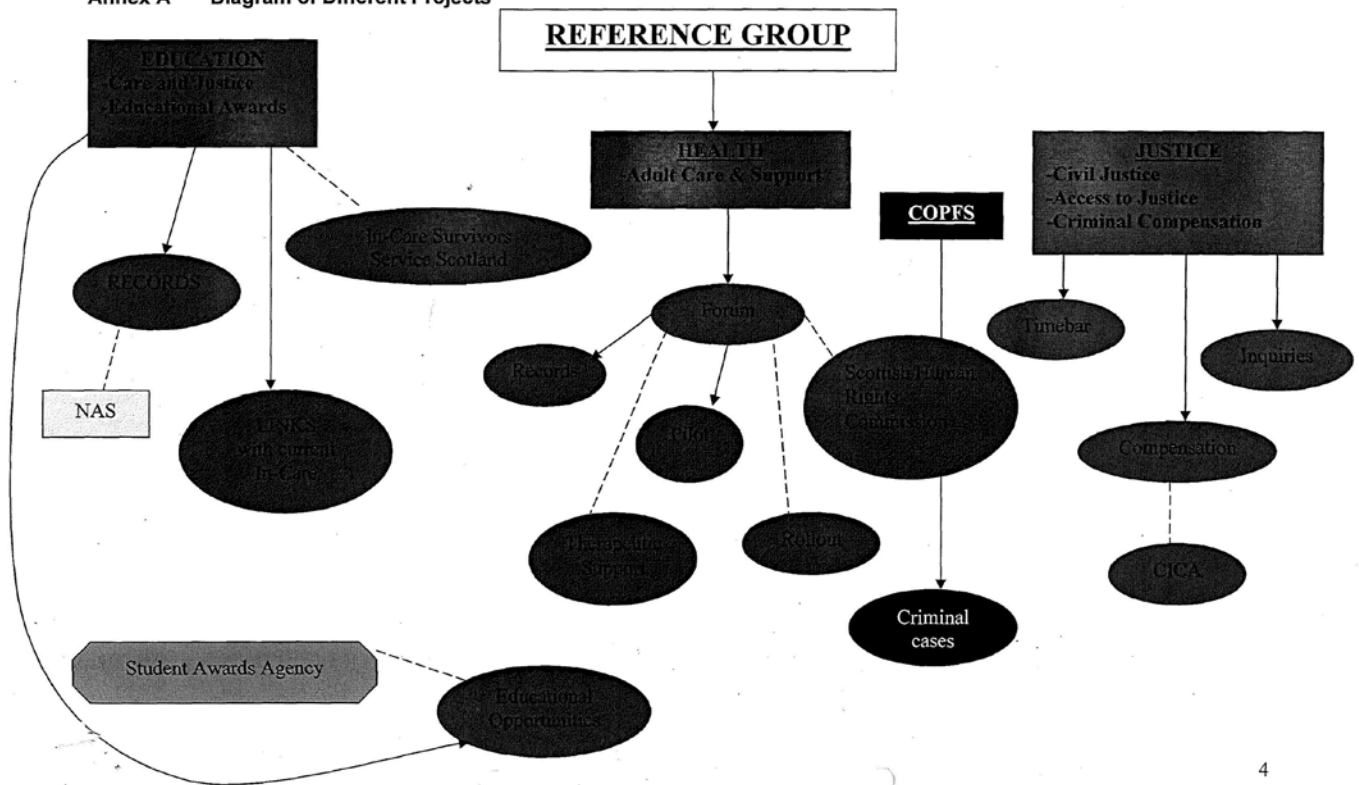 Annex A Diagram of Different Projects
REFERENCE GROUP
EDUCATION
-Care and Justice
-Educational Awards
HEALTH
-Adult Care & Support
JUSTICE
-Civil Justice
-Access to Justice
-Criminal Compensation
COPFS
In-Care Survivors
Service Scotland
RECORDS
Forum
Timebar
Inquiries
Records
Scottish Human
Rights
Commission
NAS
LINKS
with current
In-Care
Pilot
Compensation
Therapeutic
Support
Rollout
CICA
Criminal
cases
Student Awards Agency
Educational
Opportunities
4